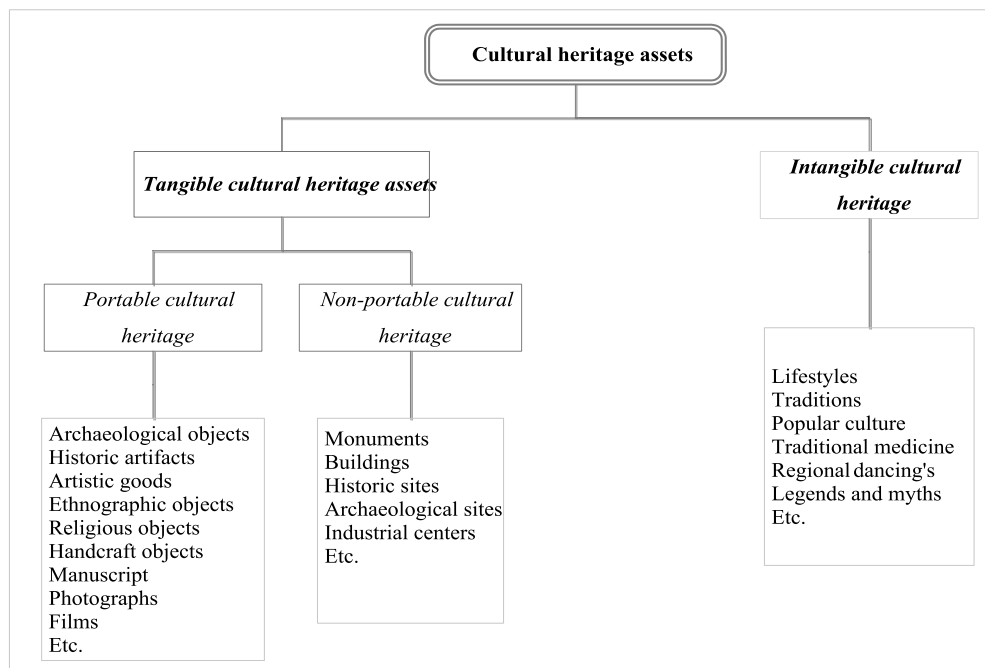 Cultural heritage assets
Tangible cultural heritage assets
Intangible cultural
heritage
Portable cultural
heritage
Non-portable cultural
heritage
Archaeological objects
Historic artifacts
Artistic goods
Ethnographic objects
Religious objects
Handcraft objects
Manuscript
Photographs
Films
Etc.
Monuments
Buildings
Historic sites
Archaeological sites
Industrial centers
Etc.
Lifestyles
Traditions
Popular culture
Traditional medicine
Regional dancing's
Legends and myths
Etc.